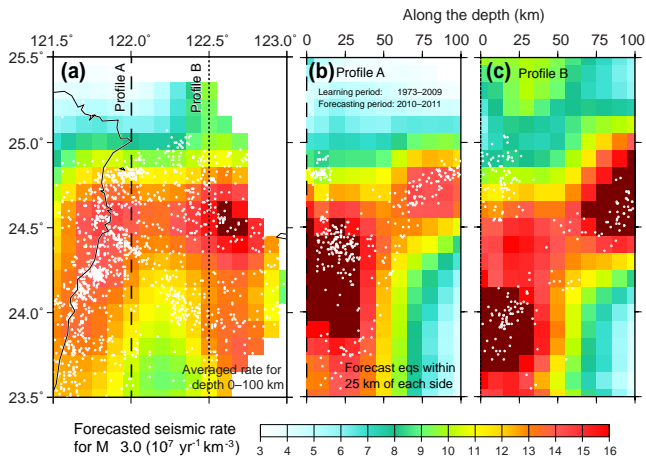 Along the depth (km)
121.5° 122.0° 122.5° 123.0° 0 25 50 75 100 0 25 50 75 100
25.5°
25.0°
24.5°
24.0°
23.5°
(a)
Profile A
Profile B
Averaged rate for
depth 0–100 km
(b)
Profile A
Learning period: 1973–2009
Forecasting period: 2010–2011
Forecast eqs within
25 km of each side
(c)
Profile B
Forecasted seismic rate
for M 3.0 (10⁷ yr⁻¹ km⁻³)
3 4 5 6 7 8 9 10 11 12 13 14 15 16